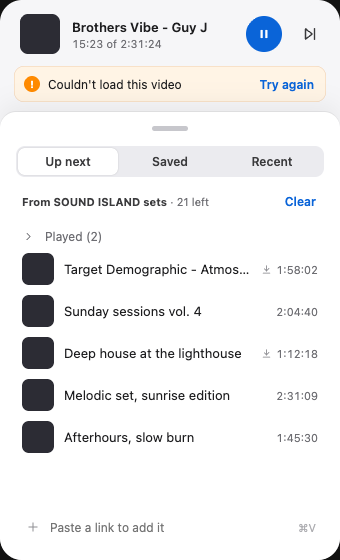 Brothers Vibe - Guy J
15:23 of 2:31:24
Couldn't load this video Try again
Up next Saved Recent
From SOUND ISLAND sets · 21 left Clear
Played (2)
Target Demographic - Atmos... 1:58:02
Sunday sessions vol. 4 2:04:40
Deep house at the lighthouse 1:12:18
Melodic set, sunrise edition 2:31:09
Afterhours, slow burn 1:45:30
Paste a link to add it ⌘V